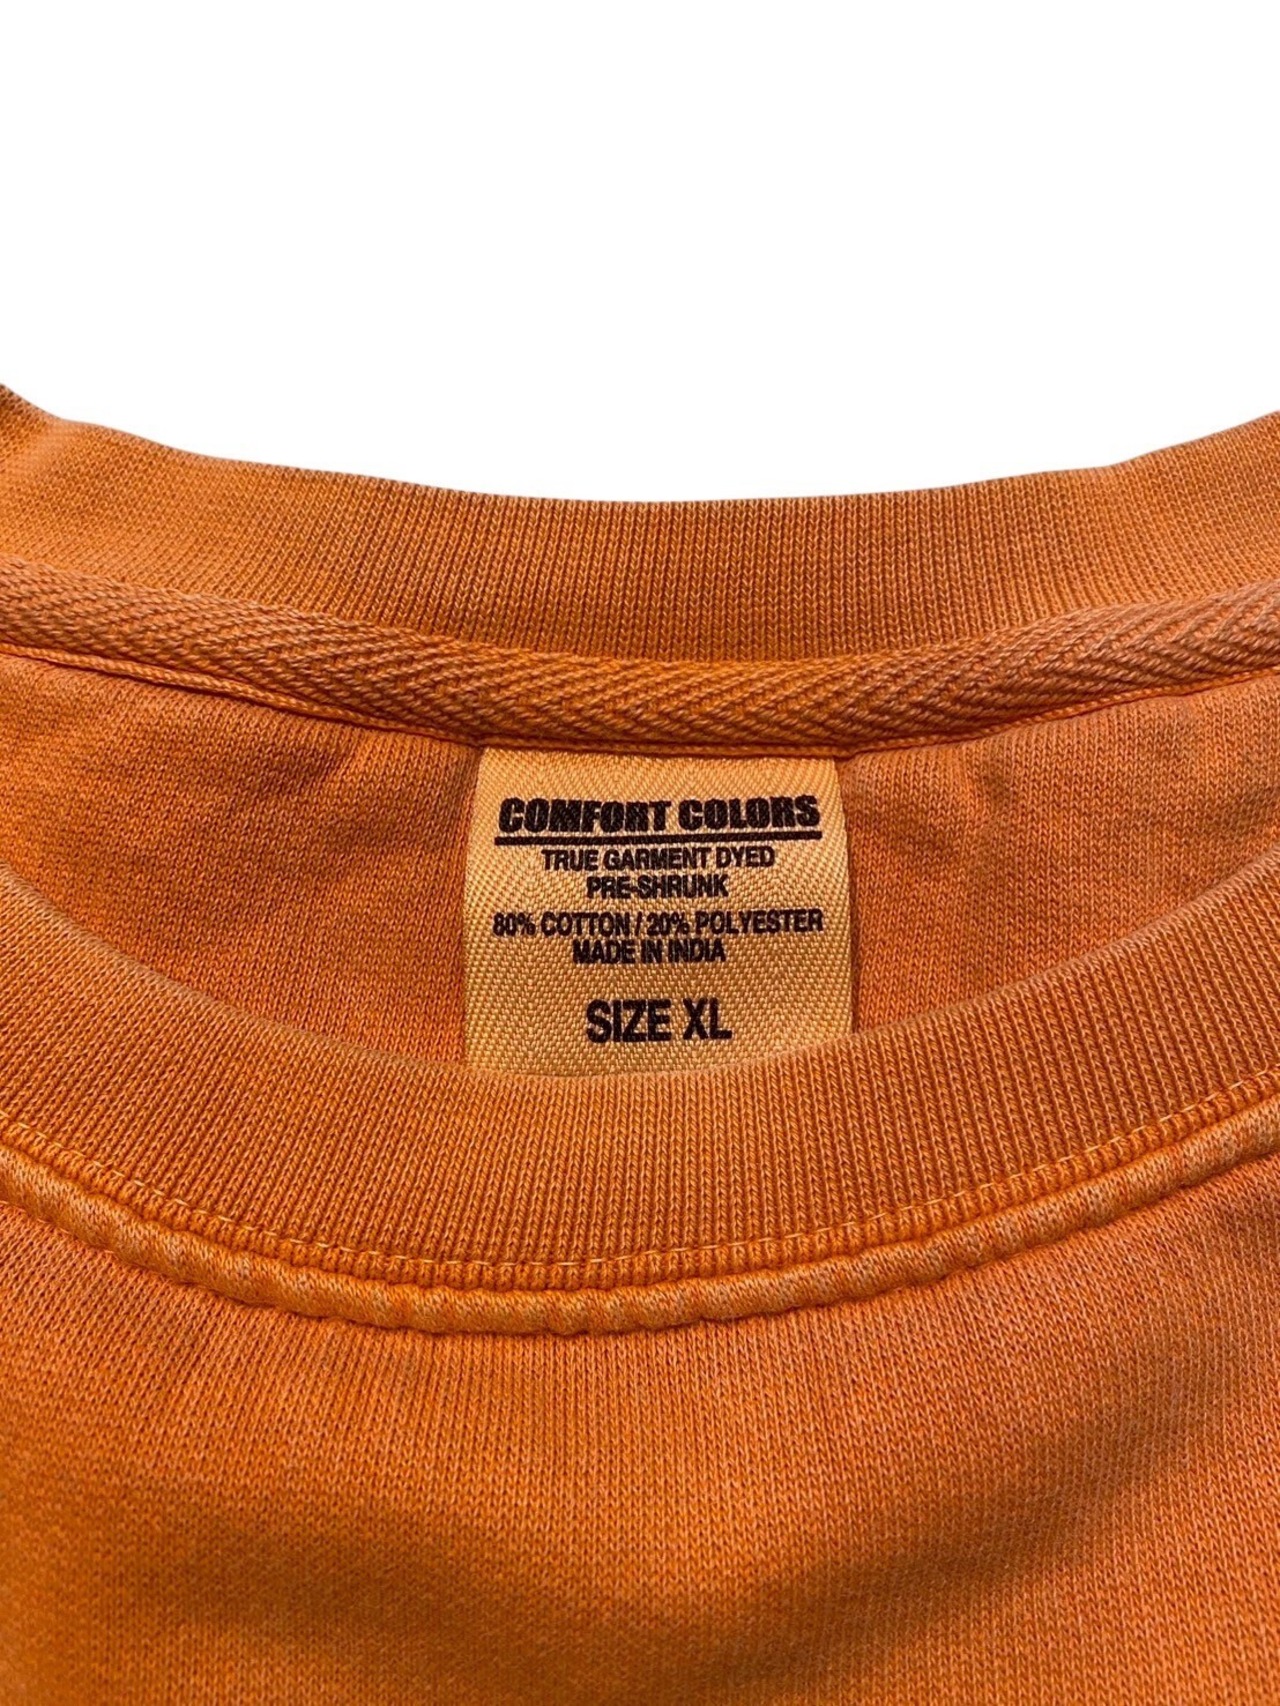 COMFORT COLORS
TRUE GARMENT DYED
PRE-SHRUNK
80% COTTON / 20% POLYESTER
MADE IN INDIA
SIZE XL